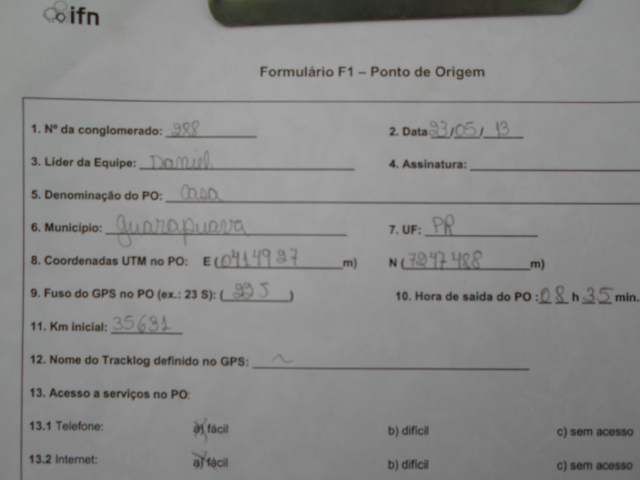 ifn
Formulário F1 – Ponto de Origem
1. Nº da conglomerado: 288 2. Data 23/05/13
3. Líder da Equipe: Daniel 4. Assinatura:
5. Denominação do PO: Casa
6. Município: Guarapuava 7. UF: PR
8. Coordenadas UTM no PO: E (0414927 m) N (7247488 m)
9. Fuso do GPS no PO (ex.: 23 S): (22 S) 10. Hora de saída do PO: 08 h 35 min.
11. Km inicial: 35631
12. Nome do Tracklog definido no GPS: ~
13. Acesso a serviços no PO:
13.1 Telefone: a) fácil b) difícil c) sem acesso
13.2 Internet: a) fácil b) difícil c) sem acesso